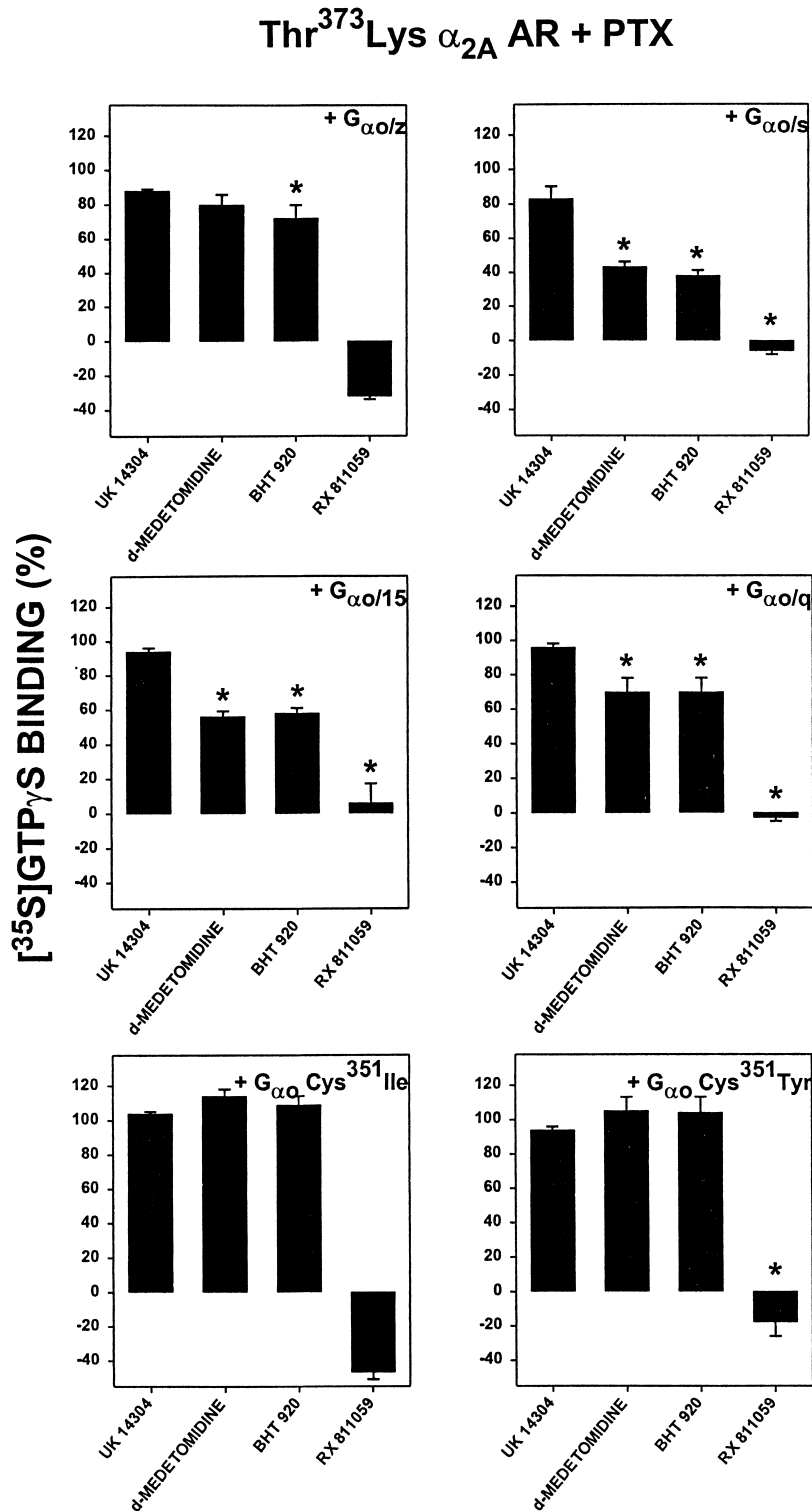 Thr³⁷³Lys α₂A AR + PTX
[³⁵S]GTPγS BINDING (%)
+ Gαo/z
120
100
80
60
40
20
0
-20
-40
*
UK 14304
d-MEDETOMIDINE
BHT 920
RX 811059
+ Gαo/s
120
100
80
60
40
20
0
-20
-40
*
*
*
UK 14304
d-MEDETOMIDINE
BHT 920
RX 811059
+ Gαo/15
120
100
80
60
40
20
0
-20
-40
*
*
*
UK 14304
d-MEDETOMIDINE
BHT 920
RX 811059
+ Gαo/q
120
100
80
60
40
20
0
-20
-40
*
*
*
UK 14304
d-MEDETOMIDINE
BHT 920
RX 811059
+ Gαo Cys³⁵¹Ile
120
100
80
60
40
20
0
-20
-40
UK 14304
d-MEDETOMIDINE
BHT 920
RX 811059
+ Gαo Cys³⁵¹Tyr
120
100
80
60
40
20
0
-20
-40
*
UK 14304
d-MEDETOMIDINE
BHT 920
RX 811059